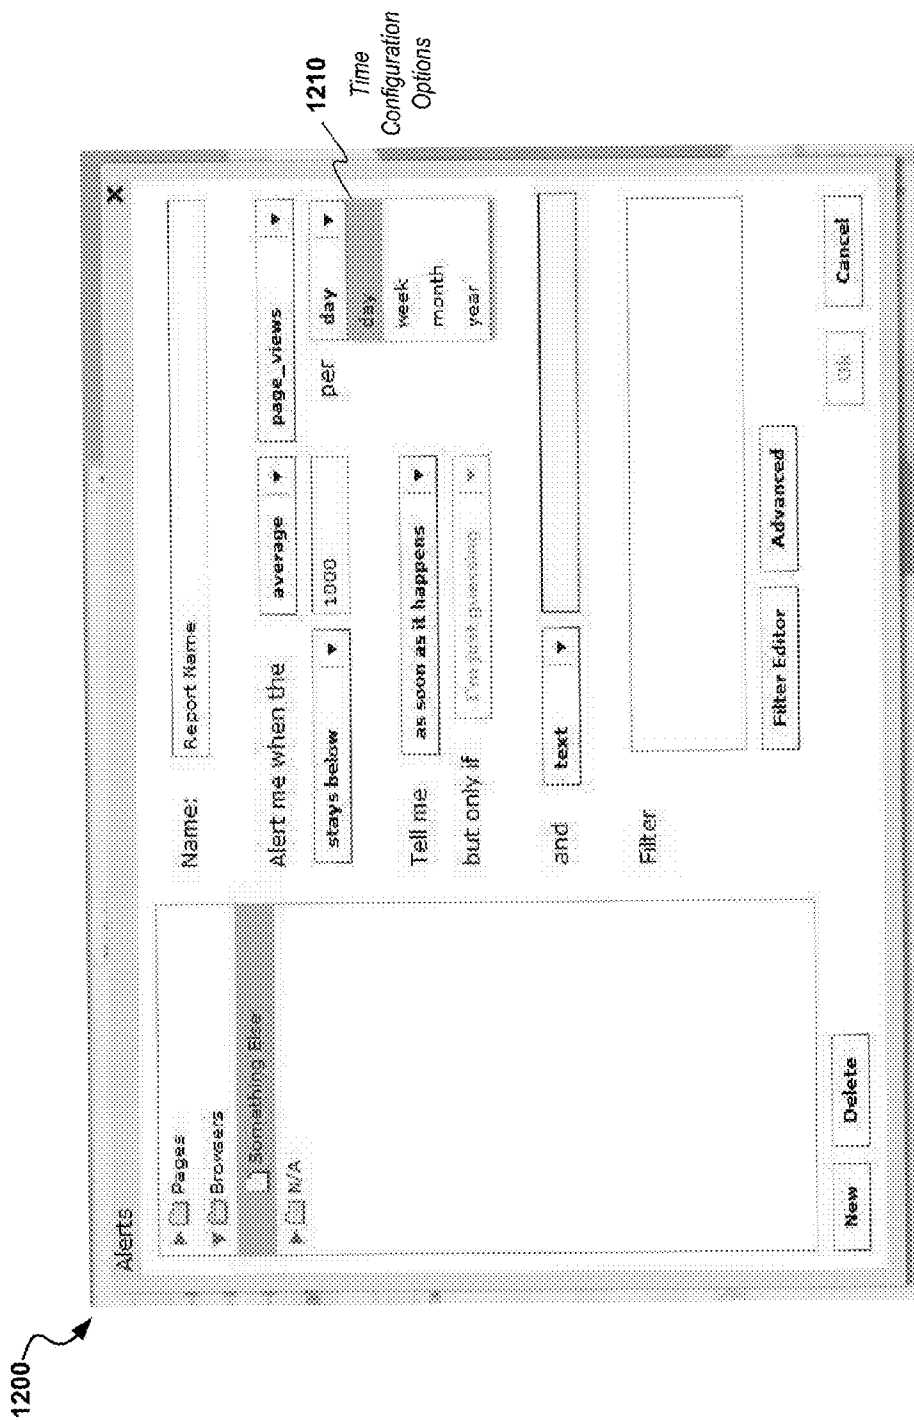 1200
Alerts
X
Pages
Browsers
Something Else
N/A
New
Delete
Name:
Report Name
Alert me when the
average
page_views
stays below
1000
per
day
day
week
month
year
Tell me
as soon as it happens
but only if
I'm just guessing
and
text
Filter
Filter Editor
Advanced
Ok
Cancel
1210
Time
Configuration
Options